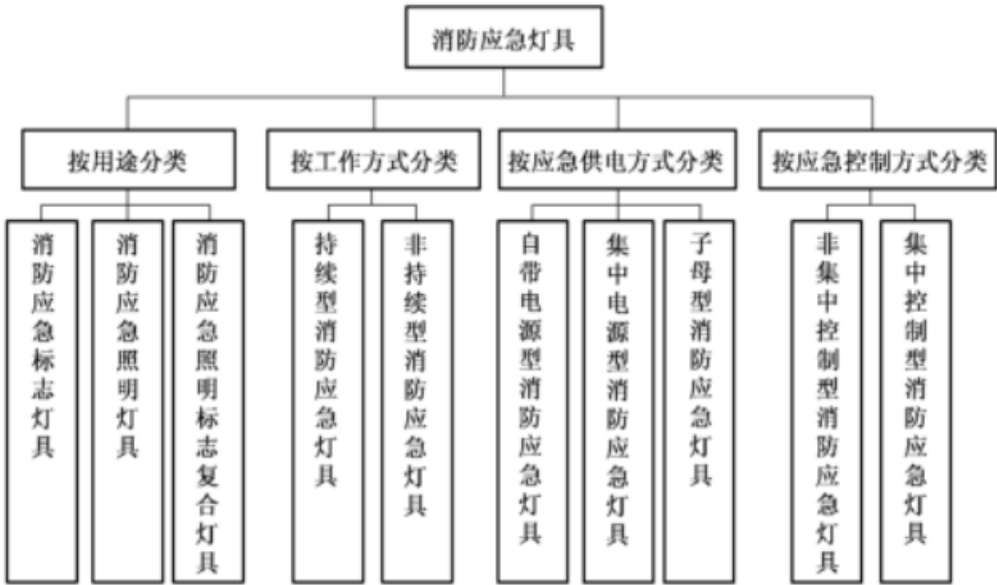 消防应急灯具
按用途分类
按工作方式分类
按应急供电方式分类
按应急控制方式分类
消防应急标志灯具
消防应急照明灯具
消防应急照明标志复合灯具
持续型消防应急灯具
非持续型消防应急灯具
自带电源型消防应急灯具
集中电源型消防应急灯具
子母型消防应急灯具
非集中控制型消防应急灯具
集中控制型消防应急灯具